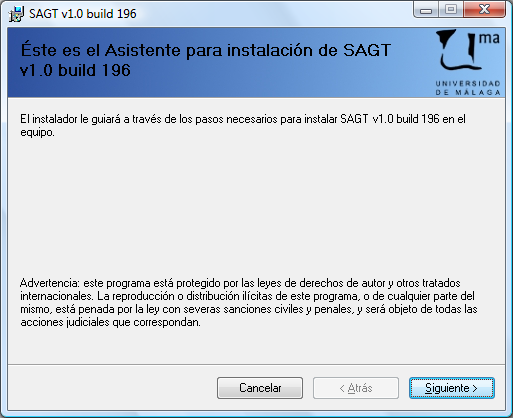 SAGT v1.0 build 196
Éste es el Asistente para instalación de SAGT
v1.0 build 196
uma
UNIVERSIDAD
DE MÁLAGA
El instalador le guiará a través de los pasos necesarios para instalar SAGT v1.0 build 196 en el
equipo.
Advertencia: este programa está protegido por las leyes de derechos de autor y otros tratados
internacionales. La reproducción o distribución ilícitas de este programa, o de cualquier parte del
mismo, está penada por la ley con severas sanciones civiles y penales, y será objeto de todas las
acciones judiciales que correspondan.
Cancelar
< Atrás
Siguiente >